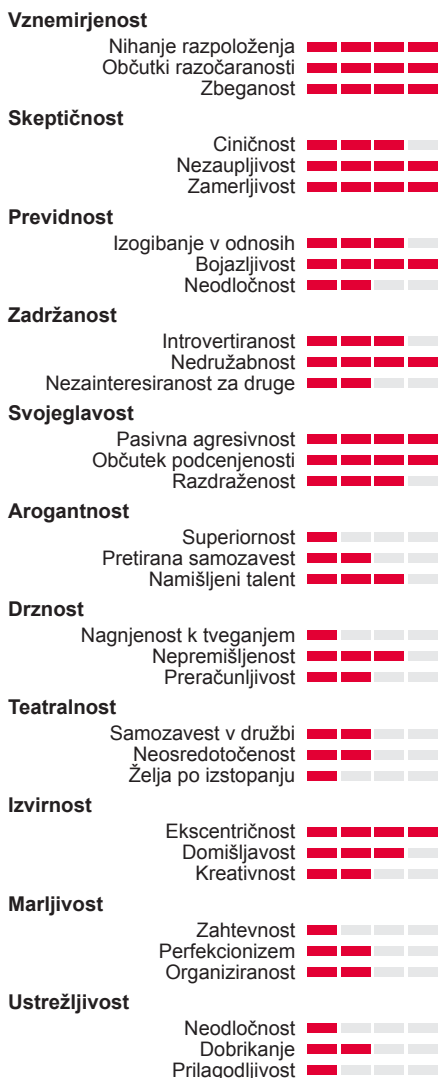 Vznemirjenost
Nihanje razpoloženja
Občutki razočaranosti
Zbeganost
Skeptičnost
Ciničnost
Nezaupljivost
Zamerljivost
Previdnost
Izogibanje v odnosih
Bojazljivost
Neodločnost
Zadržanost
Introvertiranost
Nedružabnost
Nezainteresiranost za druge
Svojeglavost
Pasivna agresivnost
Občutek podcenjenosti
Razdraženost
Arogantnost
Superiornost
Pretirana samozavest
Namišljeni talent
Drznost
Nagnjenost k tveganjem
Nepremišljenost
Preračunljivost
Teatralnost
Samozavest v družbi
Neosredotočenost
Želja po izstopanju
Izvirnost
Ekscentričnost
Domišljavost
Kreativnost
Marljivost
Zahtevnost
Perfekcionizem
Organiziranost
Ustrežljivost
Neodločnost
Dobrikanje
Prilagodljivost